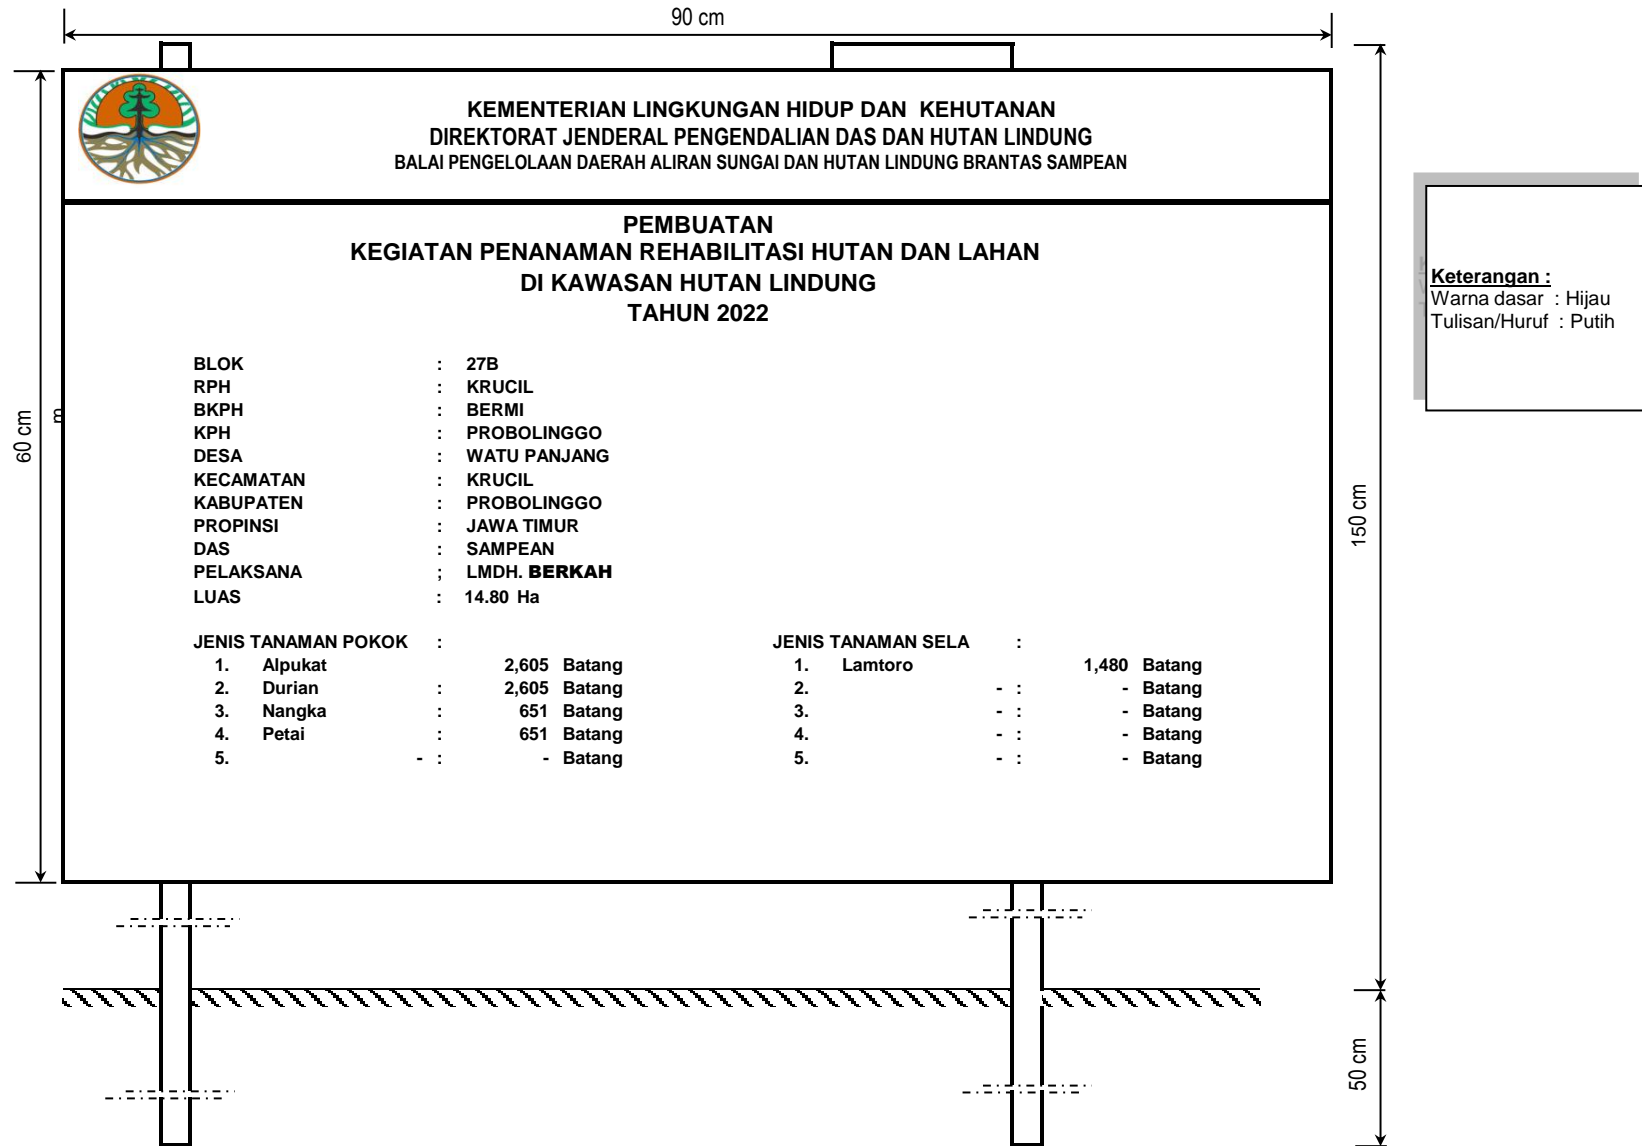 90 cm
KEMENTERIAN LINGKUNGAN HIDUP DAN KEHUTANAN
DIREKTORAT JENDERAL PENGENDALIAN DAS DAN HUTAN LINDUNG
BALAI PENGELOLAAN DAERAH ALIRAN SUNGAI DAN HUTAN LINDUNG BRANTAS SAMPEAN
PEMBUATAN
KEGIATAN PENANAMAN REHABILITASI HUTAN DAN LAHAN
DI KAWASAN HUTAN LINDUNG
TAHUN 2022
BLOK : 27B
RPH : KRUCIL
BKPH : BERMI
KPH : PROBOLINGGO
DESA : WATU PANJANG
KECAMATAN : KRUCIL
KABUPATEN : PROBOLINGGO
PROPINSI : JAWA TIMUR
DAS : SAMPEAN
PELAKSANA ; LMDH. BERKAH
LUAS : 14.80 Ha
JENIS TANAMAN POKOK : JENIS TANAMAN SELA :
1. Alpukat 2,605 Batang 1. Lamtoro 1,480 Batang
2. Durian : 2,605 Batang 2. - : - Batang
3. Nangka : 651 Batang 3. - : - Batang
4. Petai : 651 Batang 4. - : - Batang
5. - : - Batang 5. - : - Batang
60 cm
m
150 cm
50 cm
Keterangan :
Warna dasar : Hijau
Tulisan/Huruf : Putih